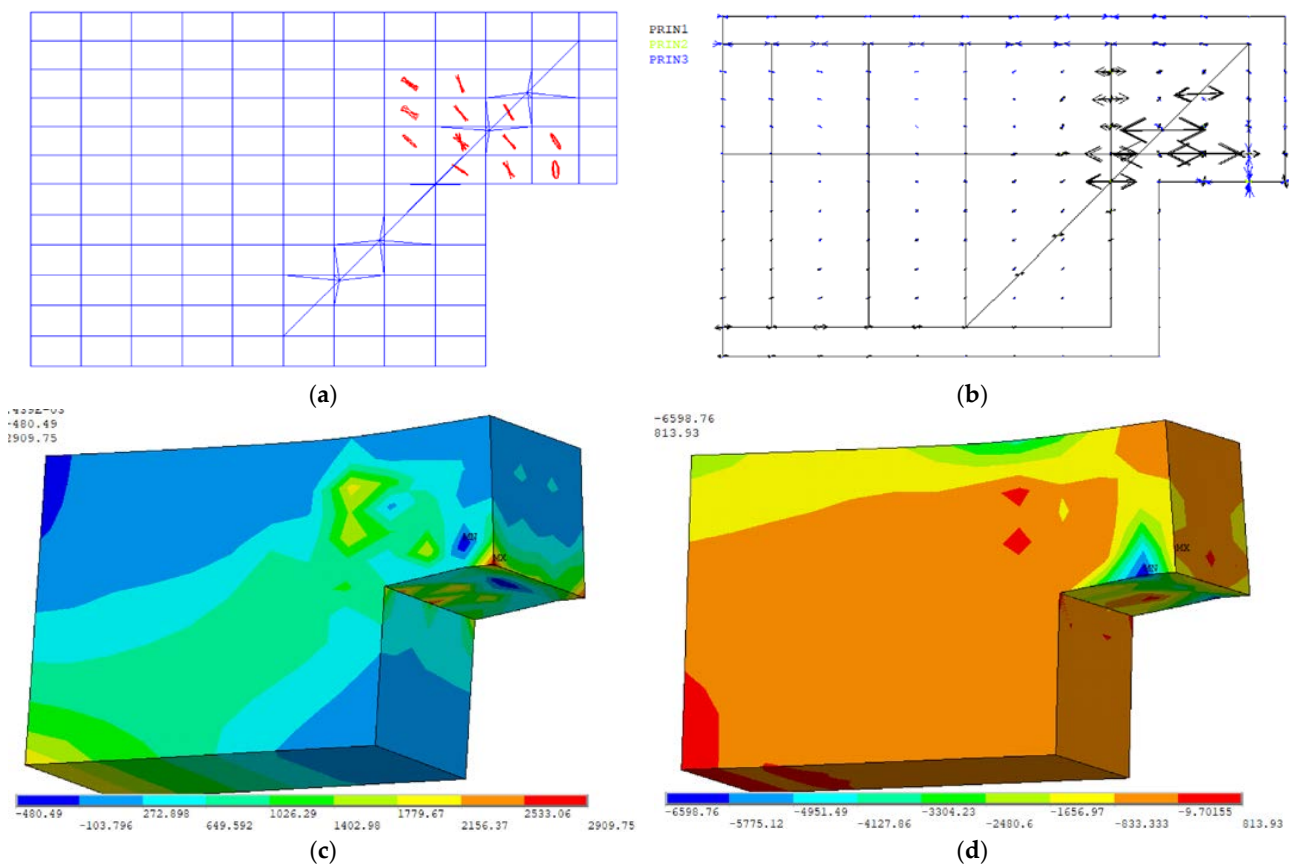 PRIN1
PRIN2
PRIN3
(a)
(b)
-480.49
2909.75
MN
MX
-480.49 272.898 1026.29 1779.67 2533.06
-103.796 649.592 1402.98 2156.37 2909.75
(c)
-6598.76
813.93
MX
MN
-6598.76 -4951.49 -3304.23 -1656.97 -9.70155
-5775.12 -4127.86 -2480.6 -833.333 813.93
(d)